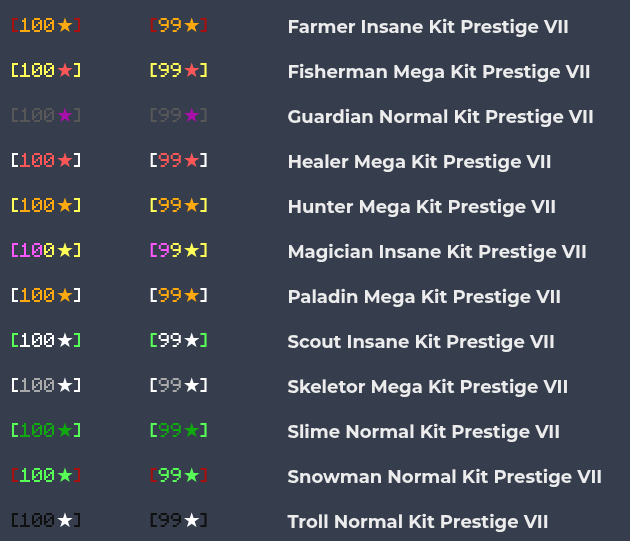 [100★] [99★] Farmer Insane Kit Prestige VII
[100★] [99★] Fisherman Mega Kit Prestige VII
[100★] [99★] Guardian Normal Kit Prestige VII
[100★] [99★] Healer Mega Kit Prestige VII
[100★] [99★] Hunter Mega Kit Prestige VII
[100★] [99★] Magician Insane Kit Prestige VII
[100★] [99★] Paladin Mega Kit Prestige VII
[100★] [99★] Scout Insane Kit Prestige VII
[100★] [99★] Skeletor Mega Kit Prestige VII
[100★] [99★] Slime Normal Kit Prestige VII
[100★] [99★] Snowman Normal Kit Prestige VII
[100★] [99★] Troll Normal Kit Prestige VII